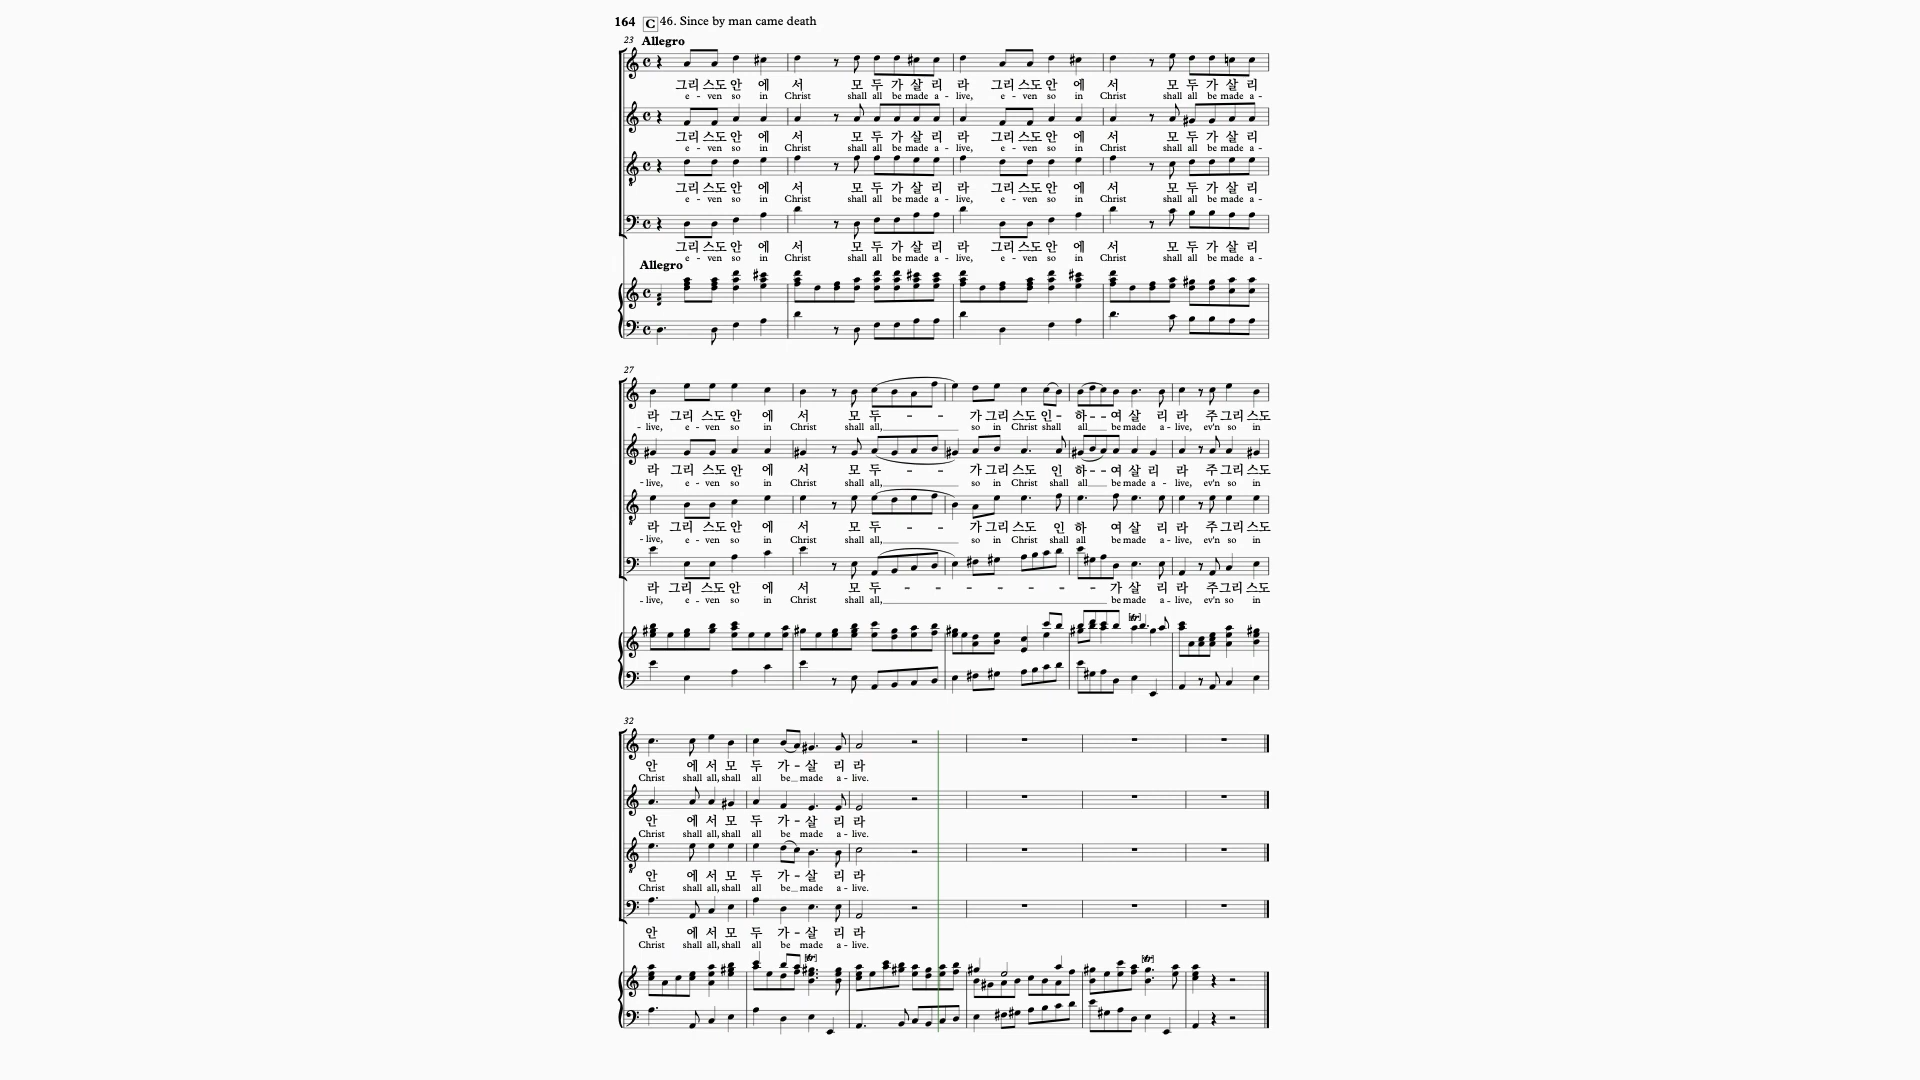 164 C 46. Since by man came death
23 Allegro
그리 스도 안 에 서 모 두 가 살 리 라 그리 스도 안 에 서 모 두 가 살 리
e - ven so in Christ shall all be made a - live, e - ven so in Christ shall all be made a -
그리 스도 안 에 서 모 두 가 살 리 라 그리 스도 안 에 서 모 두 가 살 리
e - ven so in Christ shall all be made a - live, e - ven so in Christ shall all be made a -
그리 스도 안 에 서 모 두 가 살 리 라 그리 스도 안 에 서 모 두 가 살 리
e - ven so in Christ shall all be made a - live, e - ven so in Christ shall all be made a -
그리 스도 안 에 서 모 두 가 살 리 라 그리 스도 안 에 서 모 두 가 살 리
e - ven so in Christ shall all be made a - live, e - ven so in Christ shall all be made a -
Allegro
27
라 그리 스도 안 에 서 모 두 - - - 가 그리 스도 인 - 하 - - 여 살 리 라 주 그리 스도
- live, e - ven so in Christ shall all,___ so in Christ shall all__ be made a - live, ev'n so in
라 그리 스도 안 에 서 모 두 - - - 가 그리 스도 인 하 - - 여 살 리 라 주 그리 스도
- live, e - ven so in Christ shall all,___ so in Christ shall all__ be made a - live, ev'n so in
라 그리 스도 안 에 서 모 두 - - - 가 그리 스도 인 하 여 살 리 라 주 그리 스도
- live, e - ven so in Christ shall all,___ so in Christ shall all be made a - live, ev'n so in
라 그리 스도 안 에 서 모 두 - - - - - - - - - - 가 살 리 라 주 그리 스도
- live, e - ven so in Christ shall all,___ be made a - live, ev'n so in
32
안 에 서 모 두 가 - 살 리 라
Christ shall all, shall all be__ made a - live.
안 에 서 모 두 가 - 살 리 라
Christ shall all, shall all be made a - live.
안 에 서 모 두 가 - 살 리 라
Christ shall all, shall all be__ made a - live.
안 에 서 모 두 가 - 살 리 라
Christ shall all, shall all be made a - live.